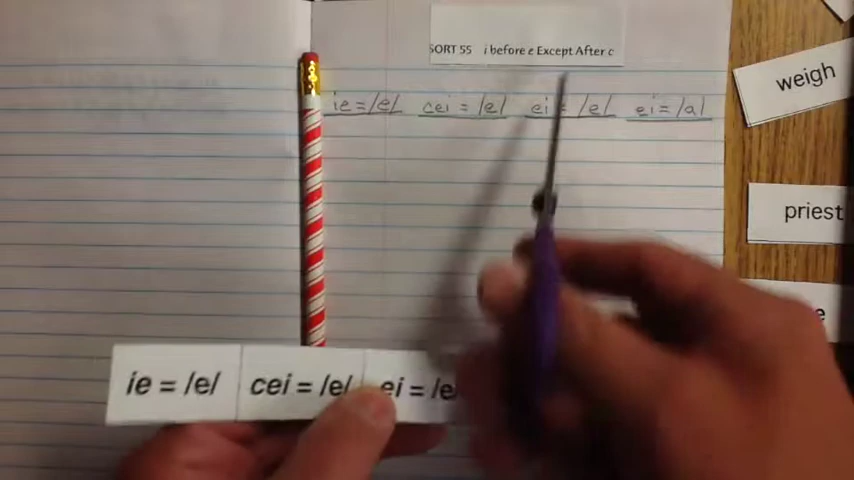 SORT 55 i before e Except After c
ie = /e/ cei = /e/ ei = /e/ ei = /a/
weigh
priest
ie = /e/ cei = /e/ ei = /e/